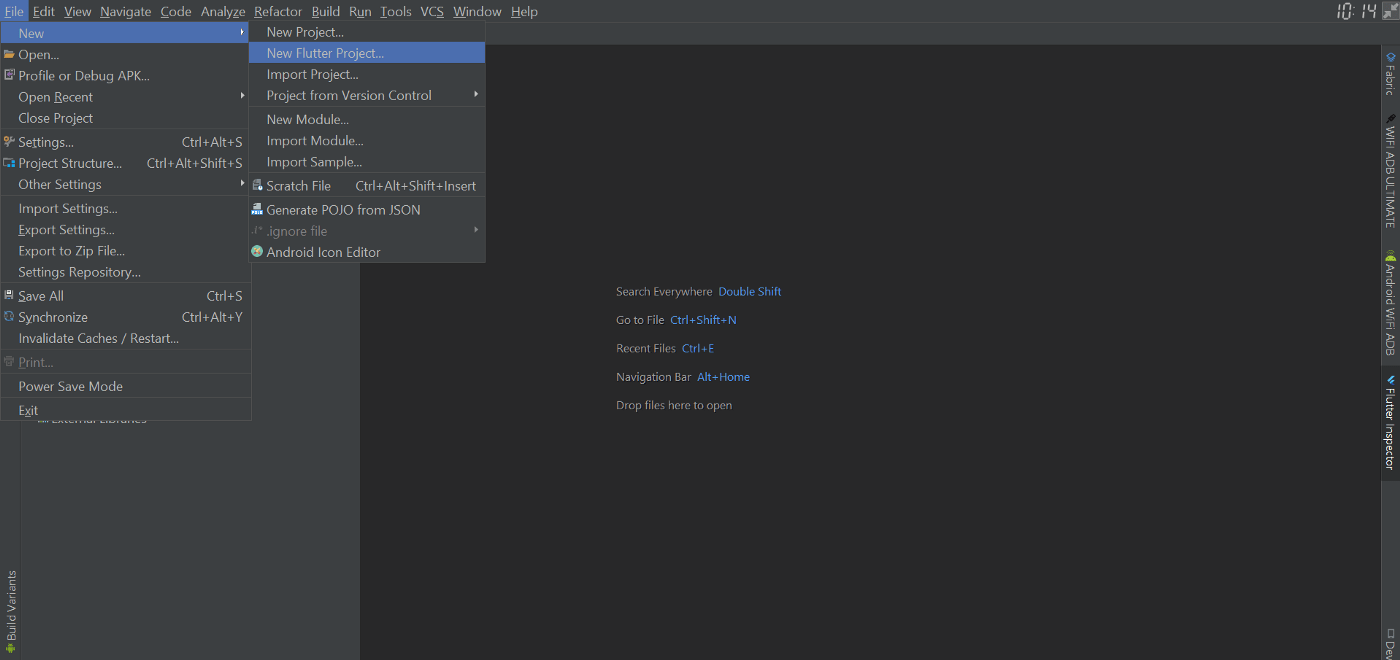 File Edit View Navigate Code Analyze Refactor Build Run Tools VCS Window Help
10:14
New
Open...
Profile or Debug APK...
Open Recent
Close Project
Settings... Ctrl+Alt+S
Project Structure... Ctrl+Alt+Shift+S
Other Settings
Import Settings...
Export Settings...
Export to Zip File...
Settings Repository...
Save All Ctrl+S
Synchronize Ctrl+Alt+Y
Invalidate Caches / Restart...
Print...
Power Save Mode
Exit
External Libraries
New Project...
New Flutter Project...
Import Project...
Project from Version Control
New Module...
Import Module...
Import Sample...
Scratch File Ctrl+Alt+Shift+Insert
Generate POJO from JSON
.i* .ignore file
Android Icon Editor
Search Everywhere Double Shift
Go to File Ctrl+Shift+N
Recent Files Ctrl+E
Navigation Bar Alt+Home
Drop files here to open
Build Variants
Fabric
WIFI ADB ULTIMATE
Android WiFi ADB
Flutter Inspector